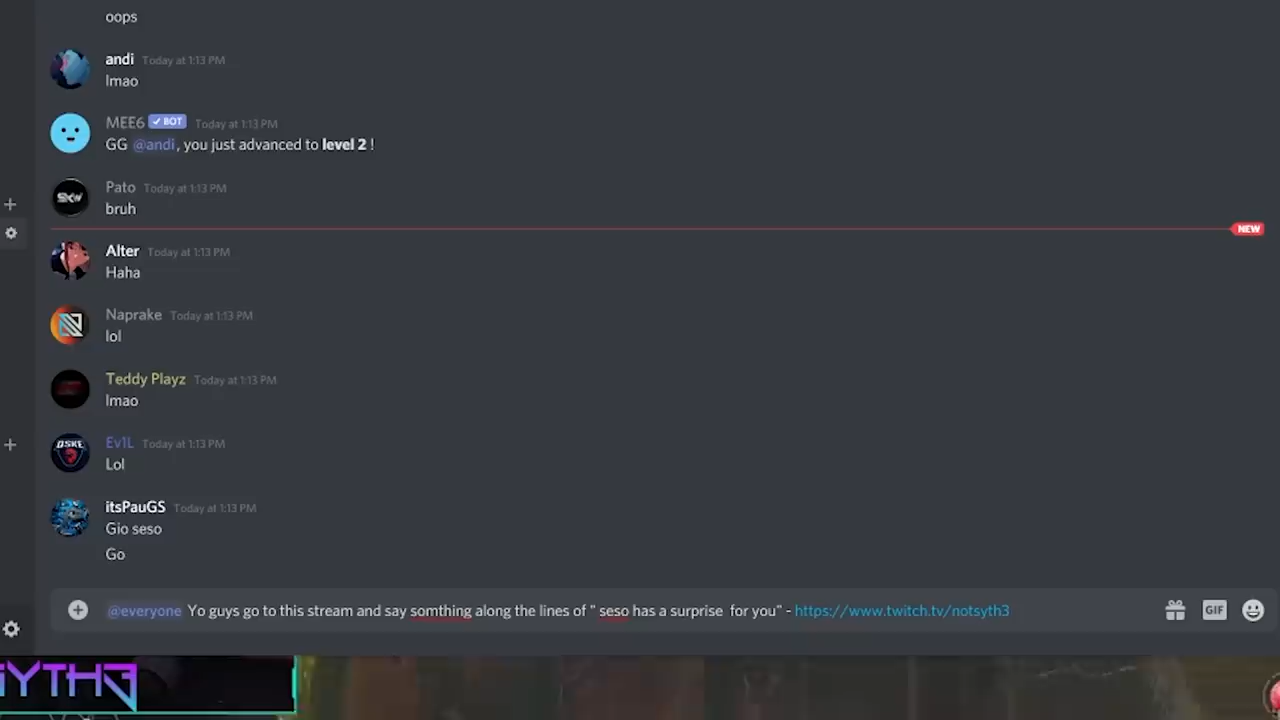 oops
andi Today at 1:13 PM
lmao
MEE6 ✔ BOT Today at 1:13 PM
GG @andi, you just advanced to level 2 !
Pato Today at 1:13 PM
SKW
bruh
NEW
Alter Today at 1:13 PM
Haha
Naprake Today at 1:13 PM
lol
Teddy Playz Today at 1:13 PM
lmao
Ev1L Today at 1:13 PM
Lol
itsPauGS Today at 1:13 PM
Gio seso
Go
@everyone Yo guys go to this stream and say somthing along the lines of " seso has a surprise  for you" - https://www.twitch.tv/notsyth3
GIF